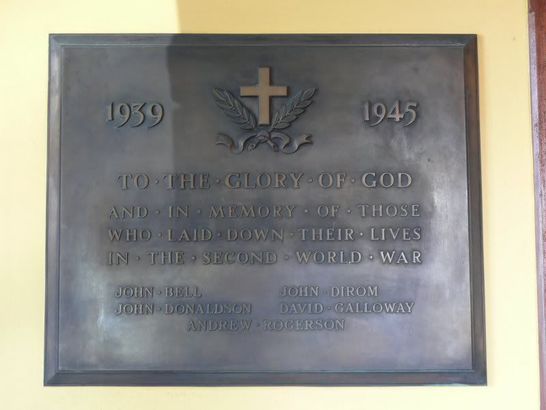 1939 1945
TO·THE·GLORY·OF·GOD
AND·IN·MEMORY·OF·THOSE
WHO·LAID·DOWN·THEIR·LIVES
IN·THE·SECOND·WORLD·WAR
JOHN·BELL JOHN·DIROM
JOHN·DONALDSON DAVID·GALLOWAY
ANDREW·ROGERSON